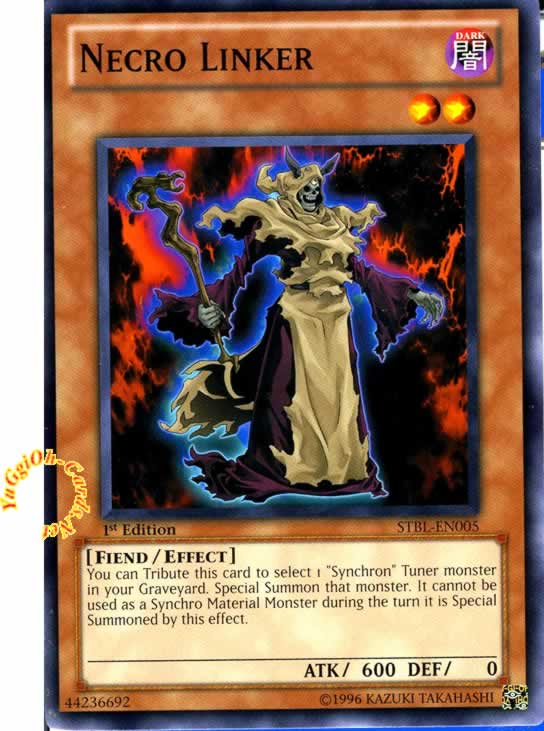 NECRO LINKER
DARK
闇
1st Edition
STBL-EN005
[FIEND / EFFECT]
You can Tribute this card to select 1 "Synchron" Tuner monster
in your Graveyard. Special Summon that monster. It cannot be
used as a Synchro Material Monster during the turn it is Special
Summoned by this effect.
ATK/ 600 DEF/ 0
44236692
©1996 KAZUKI TAKAHASHI
YuGgiOh-Cards.Net